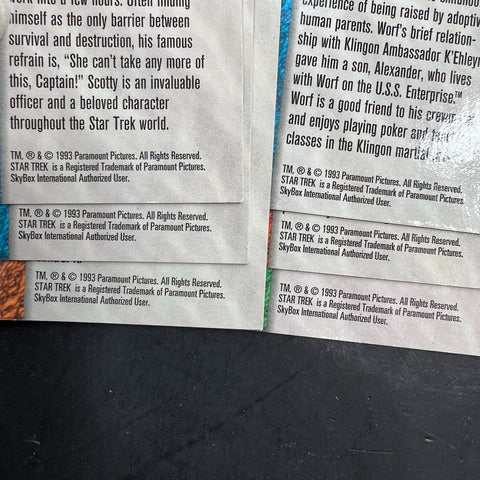 work into a few hours. Often finding
himself as the only barrier between
survival and destruction, his famous
refrain is, “She can’t take any more of
this, Captain!” Scotty is an invaluable
officer and a beloved character
throughout the Star Trek world.
TM, ® & © 1993 Paramount Pictures. All Rights Reserved.
STAR TREK is a Registered Trademark of Paramount Pictures.
SkyBox International Authorized User.
TM, ® & © 1993 Paramount Pictures. All Rights Reserved.
STAR TREK is a Registered Trademark of Paramount Pictures.
SkyBox International Authorized User.
TM, ® & © 1993 Paramount Pictures. All Rights Reserved.
STAR TREK is a Registered Trademark of Paramount Pictures.
SkyBox International Authorized User.
experience of being raised by adoptiv
human parents. Worf’s brief relation-
ship with Klingon Ambassador K’Ehleyr
gave him a son, Alexander, who lives
with Worf on the U.S.S. Enterprise.™
Worf is a good friend to his
and enjoys playing poker and
classes in the Klingon martial
TM, ® & © 1993 Paramount Pictures. All Rights Reserved.
STAR TREK is a Registered Trademark of Paramount Pictures.
SkyBox International Authorized User.
TM, ® & © 1993 Paramount Pictures. All Rights Reserved.
STAR TREK is a Registered Trademark of Paramount Pictures.
SkyBox International Authorized User.
TM, ® & © 1993 Paramount Pictures. All Rights Reserved.
STAR TREK is a Registered Trademark of Paramount Pictures.
SkyBox International Authorized User.